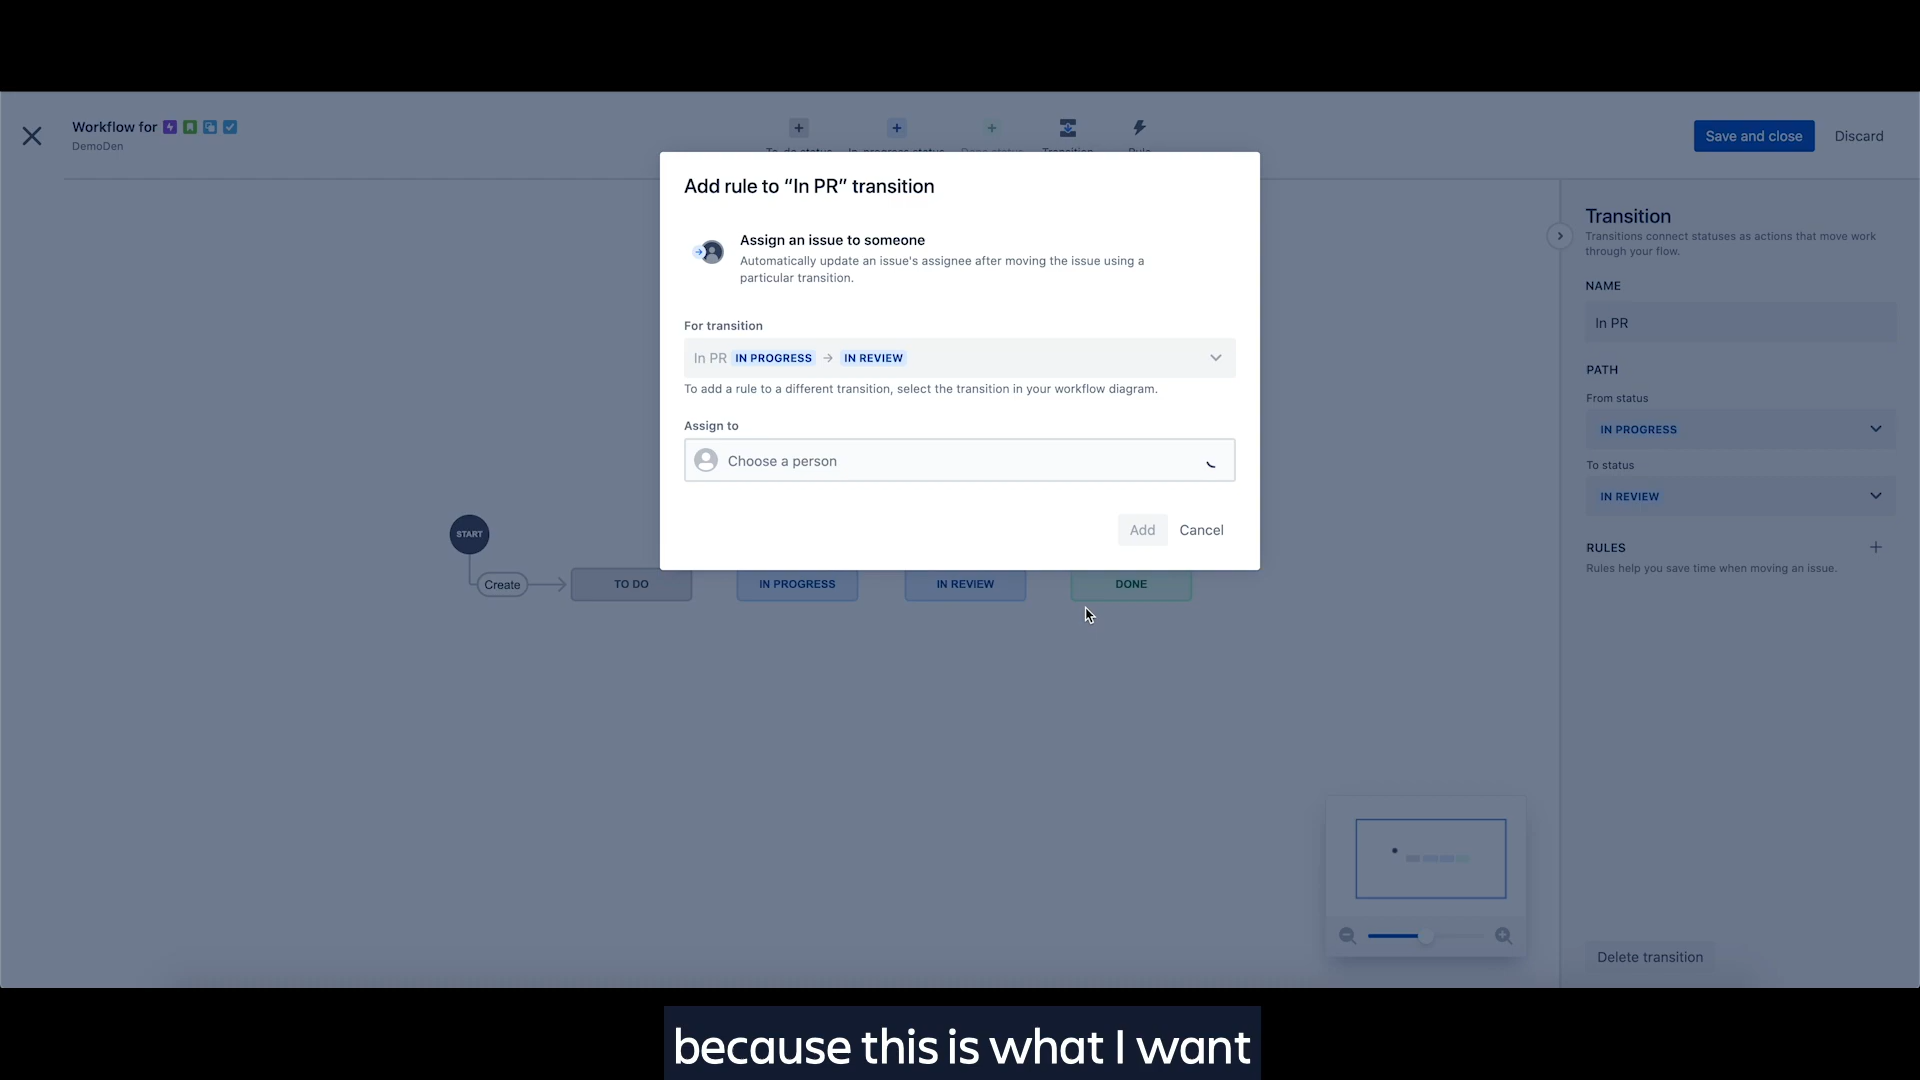 Workflow for
DemoDen
To-do status In-progress status Done status Transition Rule
Save and close Discard
Add rule to “In PR” transition
Assign an issue to someone
Automatically update an issue's assignee after moving the issue using a
particular transition.
For transition
In PR IN PROGRESS → IN REVIEW
To add a rule to a different transition, select the transition in your workflow diagram.
Assign to
Choose a person
Add Cancel
START
Create
TO DO
IN PROGRESS
IN REVIEW
DONE
Transition
Transitions connect statuses as actions that move work
through your flow.
NAME
In PR
PATH
From status
IN PROGRESS
To status
IN REVIEW
RULES
Rules help you save time when moving an issue.
Delete transition
because this is what I want